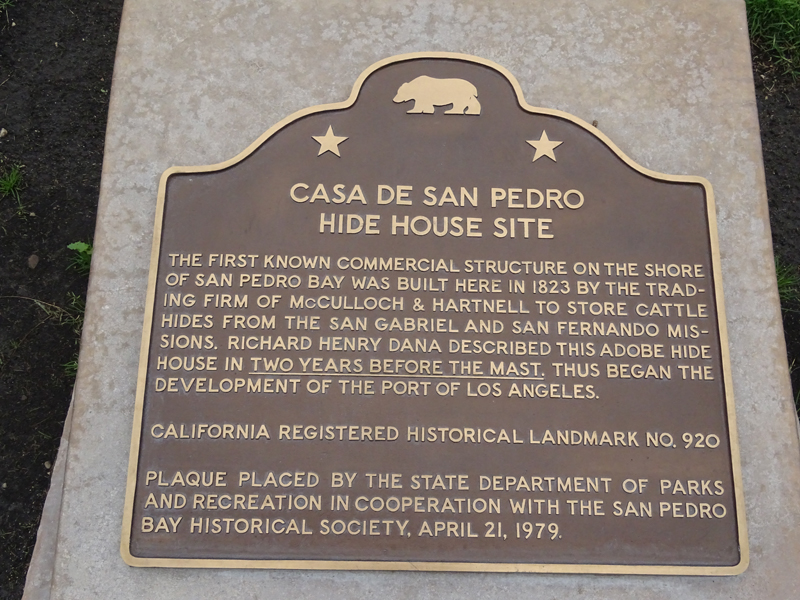 CASA DE SAN PEDRO
HIDE HOUSE SITE
THE FIRST KNOWN COMMERCIAL STRUCTURE ON THE SHORE
OF SAN PEDRO BAY WAS BUILT HERE IN 1823 BY THE TRAD-
ING FIRM OF McCULLOCH & HARTNELL TO STORE CATTLE
HIDES FROM THE SAN GABRIEL AND SAN FERNANDO MIS-
SIONS. RICHARD HENRY DANA DESCRIBED THIS ADOBE HIDE
HOUSE IN TWO YEARS BEFORE THE MAST. THUS BEGAN THE
DEVELOPMENT OF THE PORT OF LOS ANGELES.
CALIFORNIA REGISTERED HISTORICAL LANDMARK NO. 920
PLAQUE PLACED BY THE STATE DEPARTMENT OF PARKS
AND RECREATION IN COOPERATION WITH THE SAN PEDRO
BAY HISTORICAL SOCIETY, APRIL 21, 1979.